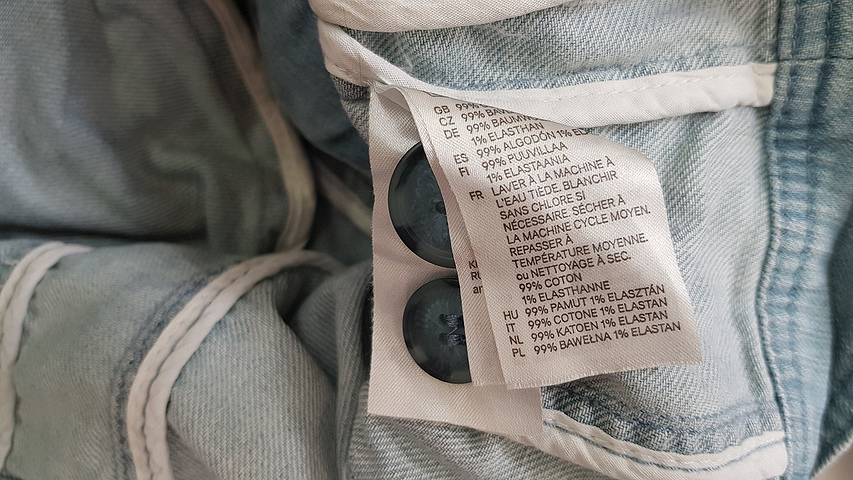 GB 99%
CZ 99% BAV
DE 99% BAUMW
1% ELASTHAN
ES 99% ALGODÓN 1% E
FI 99% PUUVILLAA
1% ELASTAANIA
FR LAVER À LA MACHINE À
L'EAU TIEDE. BLANCHIR
SANS CHLORE SI
NÉCESSAIRE. SÉCHER À
LA MACHINE CYCLE MOYEN.
REPASSER À
TEMPÉRATURE MOYENNE.
ou NETTOYAGE À SEC.
99% COTON
1% ELASTHANNE
HU 99% PAMUT 1% ELASZTÁN
IT 99% COTONE 1% ELASTAN
NL 99% KATOEN 1% ELASTAN
PL 99% BAWEŁNA 1% ELASTAN